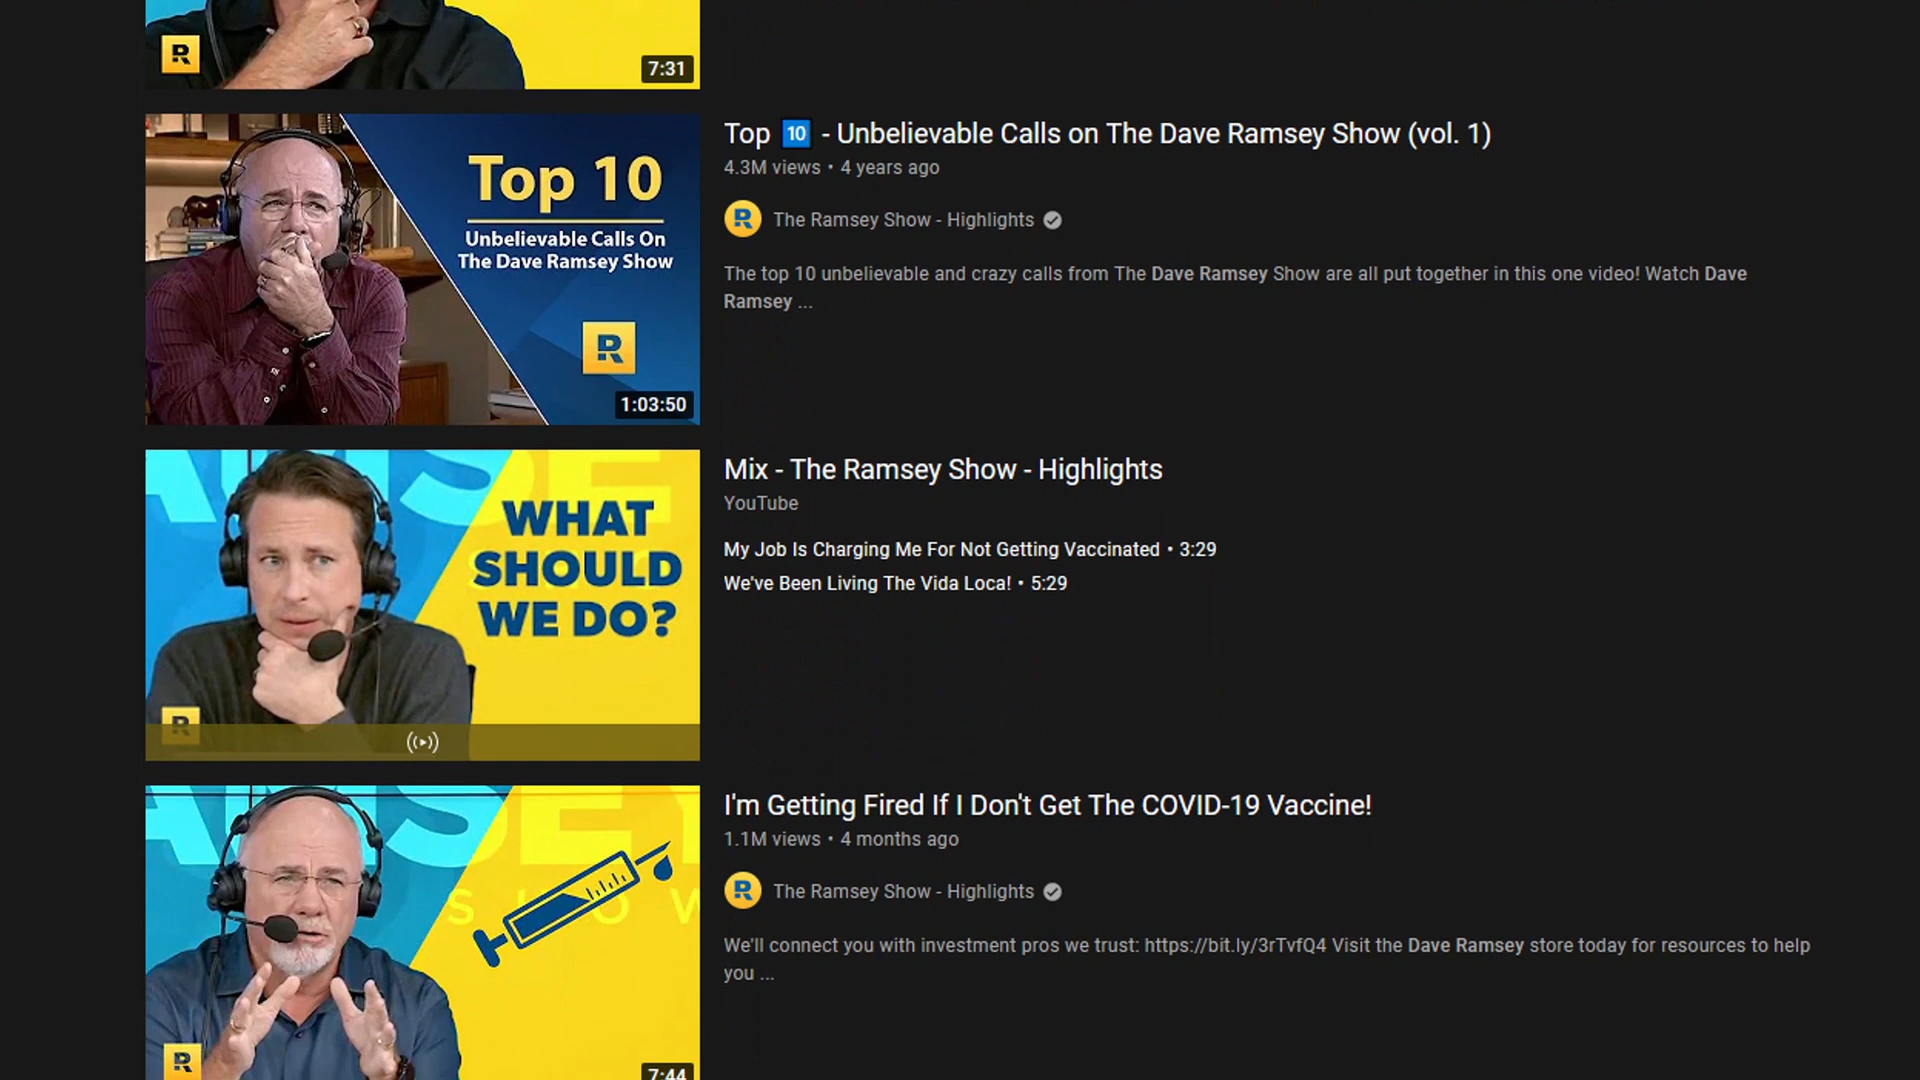 R
7:31
Top 10
Unbelievable Calls On
The Dave Ramsey Show
R
1:03:50
Top 🔟 - Unbelievable Calls on The Dave Ramsey Show (vol. 1)
4.3M views • 4 years ago
R The Ramsey Show - Highlights
The top 10 unbelievable and crazy calls from The Dave Ramsey Show are all put together in this one video! Watch Dave
Ramsey ...
WHAT
SHOULD
WE DO?
R
Mix - The Ramsey Show - Highlights
YouTube
My Job Is Charging Me For Not Getting Vaccinated • 3:29
We've Been Living The Vida Loca! • 5:29
R
7:44
I'm Getting Fired If I Don't Get The COVID-19 Vaccine!
1.1M views • 4 months ago
R The Ramsey Show - Highlights
We'll connect you with investment pros we trust: https://bit.ly/3rTvfQ4 Visit the Dave Ramsey store today for resources to help
you ...